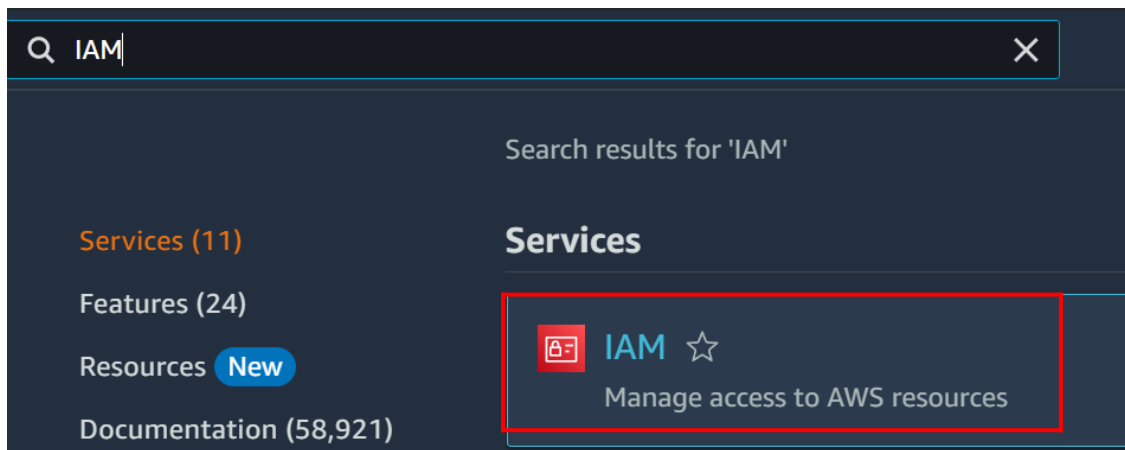 IAM
Search results for 'IAM'
Services (11)
Features (24)
Resources New
Documentation (58,921)
Services
IAM
Manage access to AWS resources